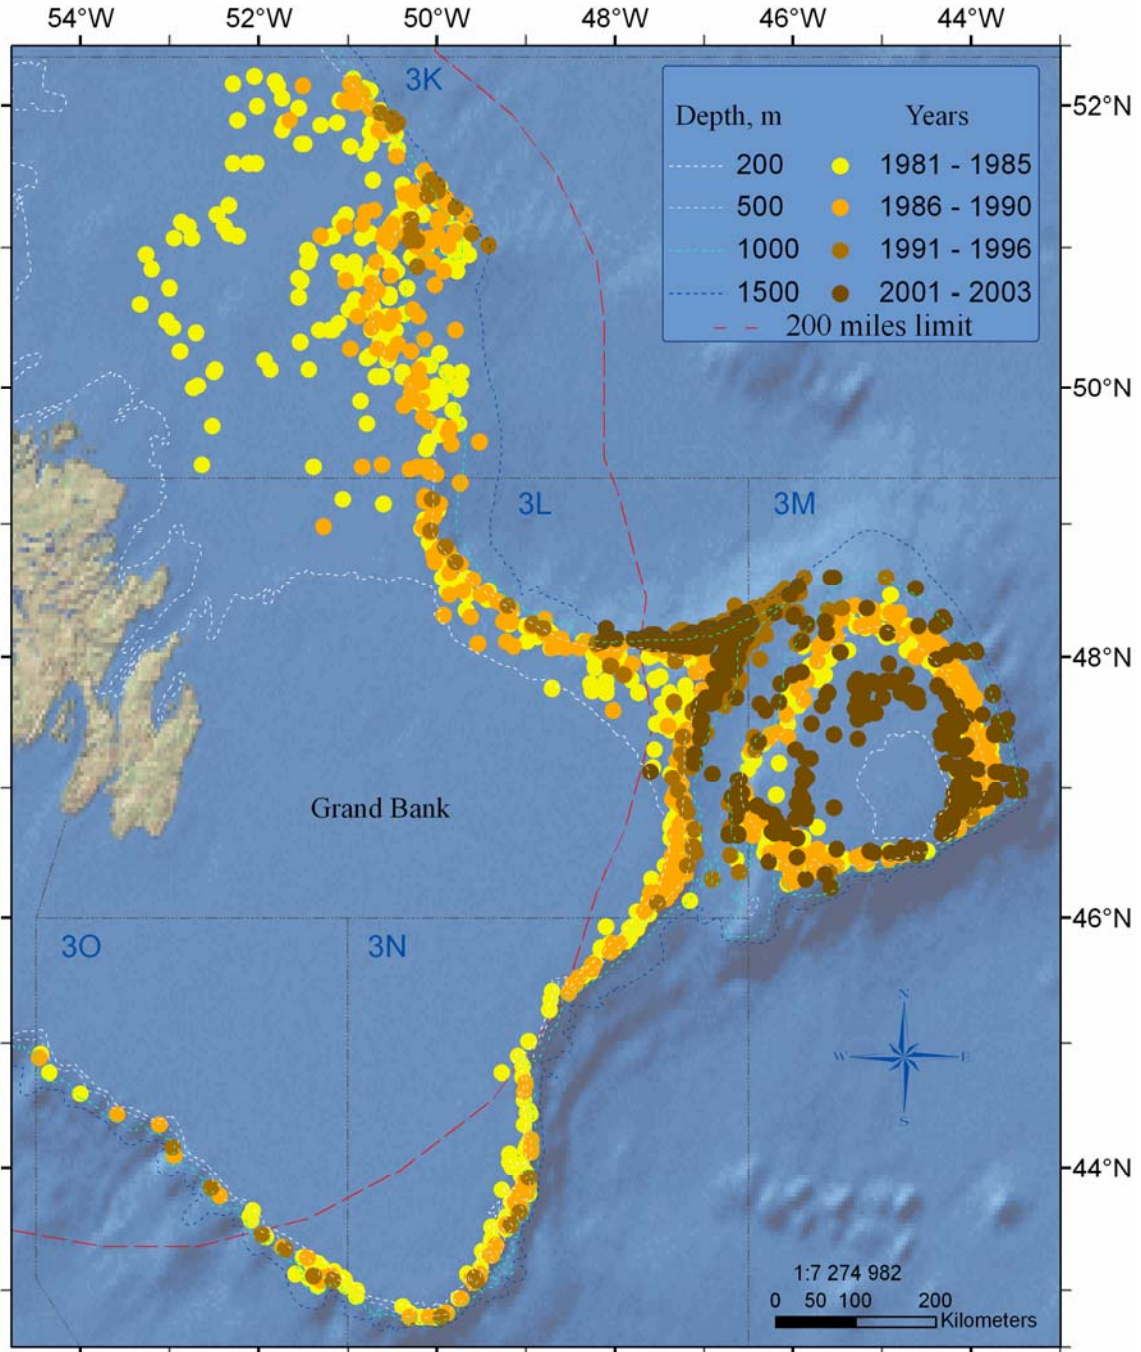 54°W 52°W 50°W 48°W 46°W 44°W
3K
52°N
Depth, m Years
200 1981 - 1985
500 1986 - 1990
1000 1991 - 1996
1500 2001 - 2003
200 miles limit
50°N
3L 3M
48°N
Grand Bank
46°N
3O 3N
N
W E
S
44°N
1:7 274 982
0 50 100 200
Kilometers